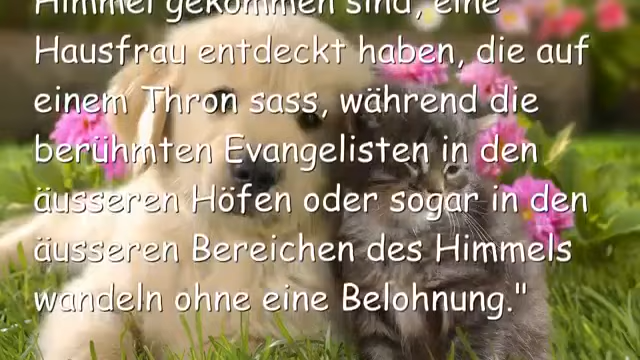 Himmel gekommen sind, eine
Hausfrau entdeckt haben, die auf
einem Thron sass, während die
berühmten Evangelisten in den
äusseren Höfen oder sogar in den
äusseren Bereichen des Himmels
wandeln ohne eine Belohnung."